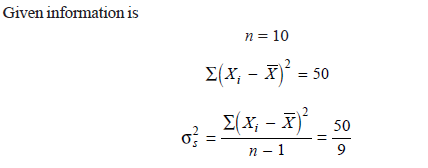 Given information is
n = 10
Σ(Xᵢ − X̄)² = 50
σₛ² = Σ(Xᵢ − X̄)² / (n − 1) = 50 / 9